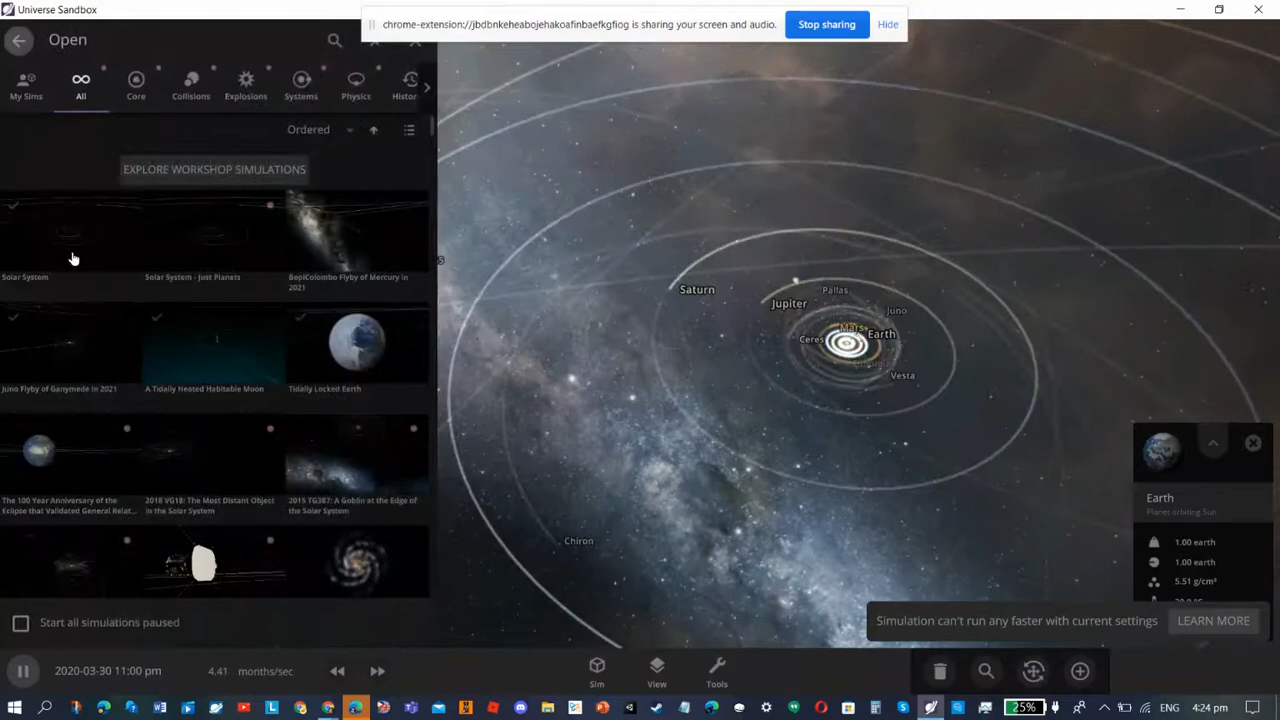 Universe Sandbox
chrome-extension://jbdbnkeheabojehakoafinbaefkgfiog is sharing your screen and audio.
Stop sharing
Hide
Open
My Sims
All
Core
Collisions
Explosions
Systems
Physics
Histor
Ordered
EXPLORE WORKSHOP SIMULATIONS
Solar System
Solar System - Just Planets
BepiColombo Flyby of Mercury in
2021
Juno Flyby of Ganymede in 2021
A Tidally Heated Habitable Moon
Tidally Locked Earth
The 100 Year Anniversary of the
Eclipse that Validated General Relat...
2018 VG18: The Most Distant Object
in the Solar System
2015 TG387: A Goblin at the Edge of
the Solar System
Start all simulations paused
Saturn
Jupiter
Pallas
Juno
Mars
Earth
Ceres
Vesta
Chiron
Earth
Planet orbiting Sun
1.00 earth
1.00 earth
5.51 g/cm³
Simulation can't run any faster with current settings
LEARN MORE
2020-03-30 11:00 pm
4.41 months/sec
Sim
View
Tools
25%
4:24 pm